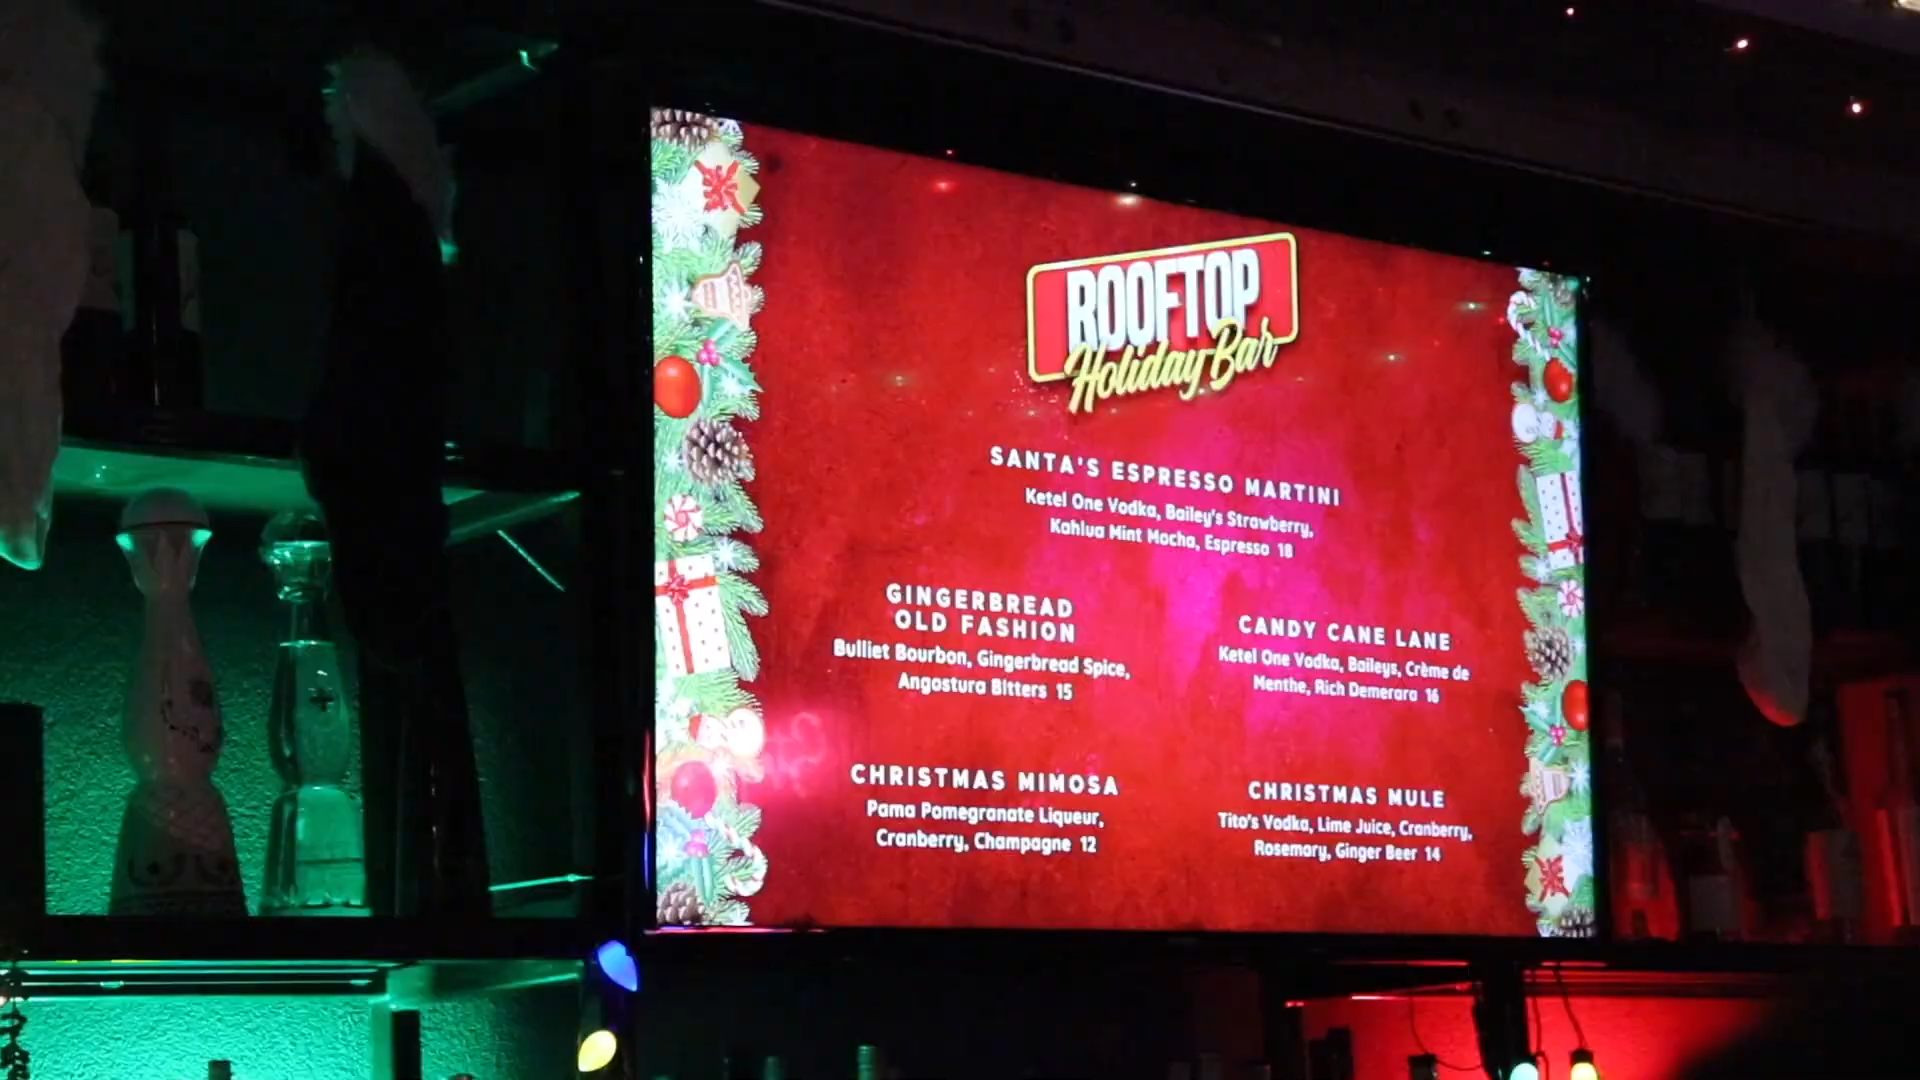 ROOFTOP
Holiday Bar
SANTA'S ESPRESSO MARTINI
Ketel One Vodka, Bailey's Strawberry,
Kahlua Mint Mocha, Espresso 18
GINGERBREAD
OLD FASHION
Bulliet Bourbon, Gingerbread Spice,
Angostura Bitters 15
CANDY CANE LANE
Ketel One Vodka, Baileys, Crème de
Menthe, Rich Demerara 16
CHRISTMAS MIMOSA
Pama Pomegranate Liqueur,
Cranberry, Champagne 12
CHRISTMAS MULE
Tito's Vodka, Lime Juice, Cranberry,
Rosemary, Ginger Beer 14